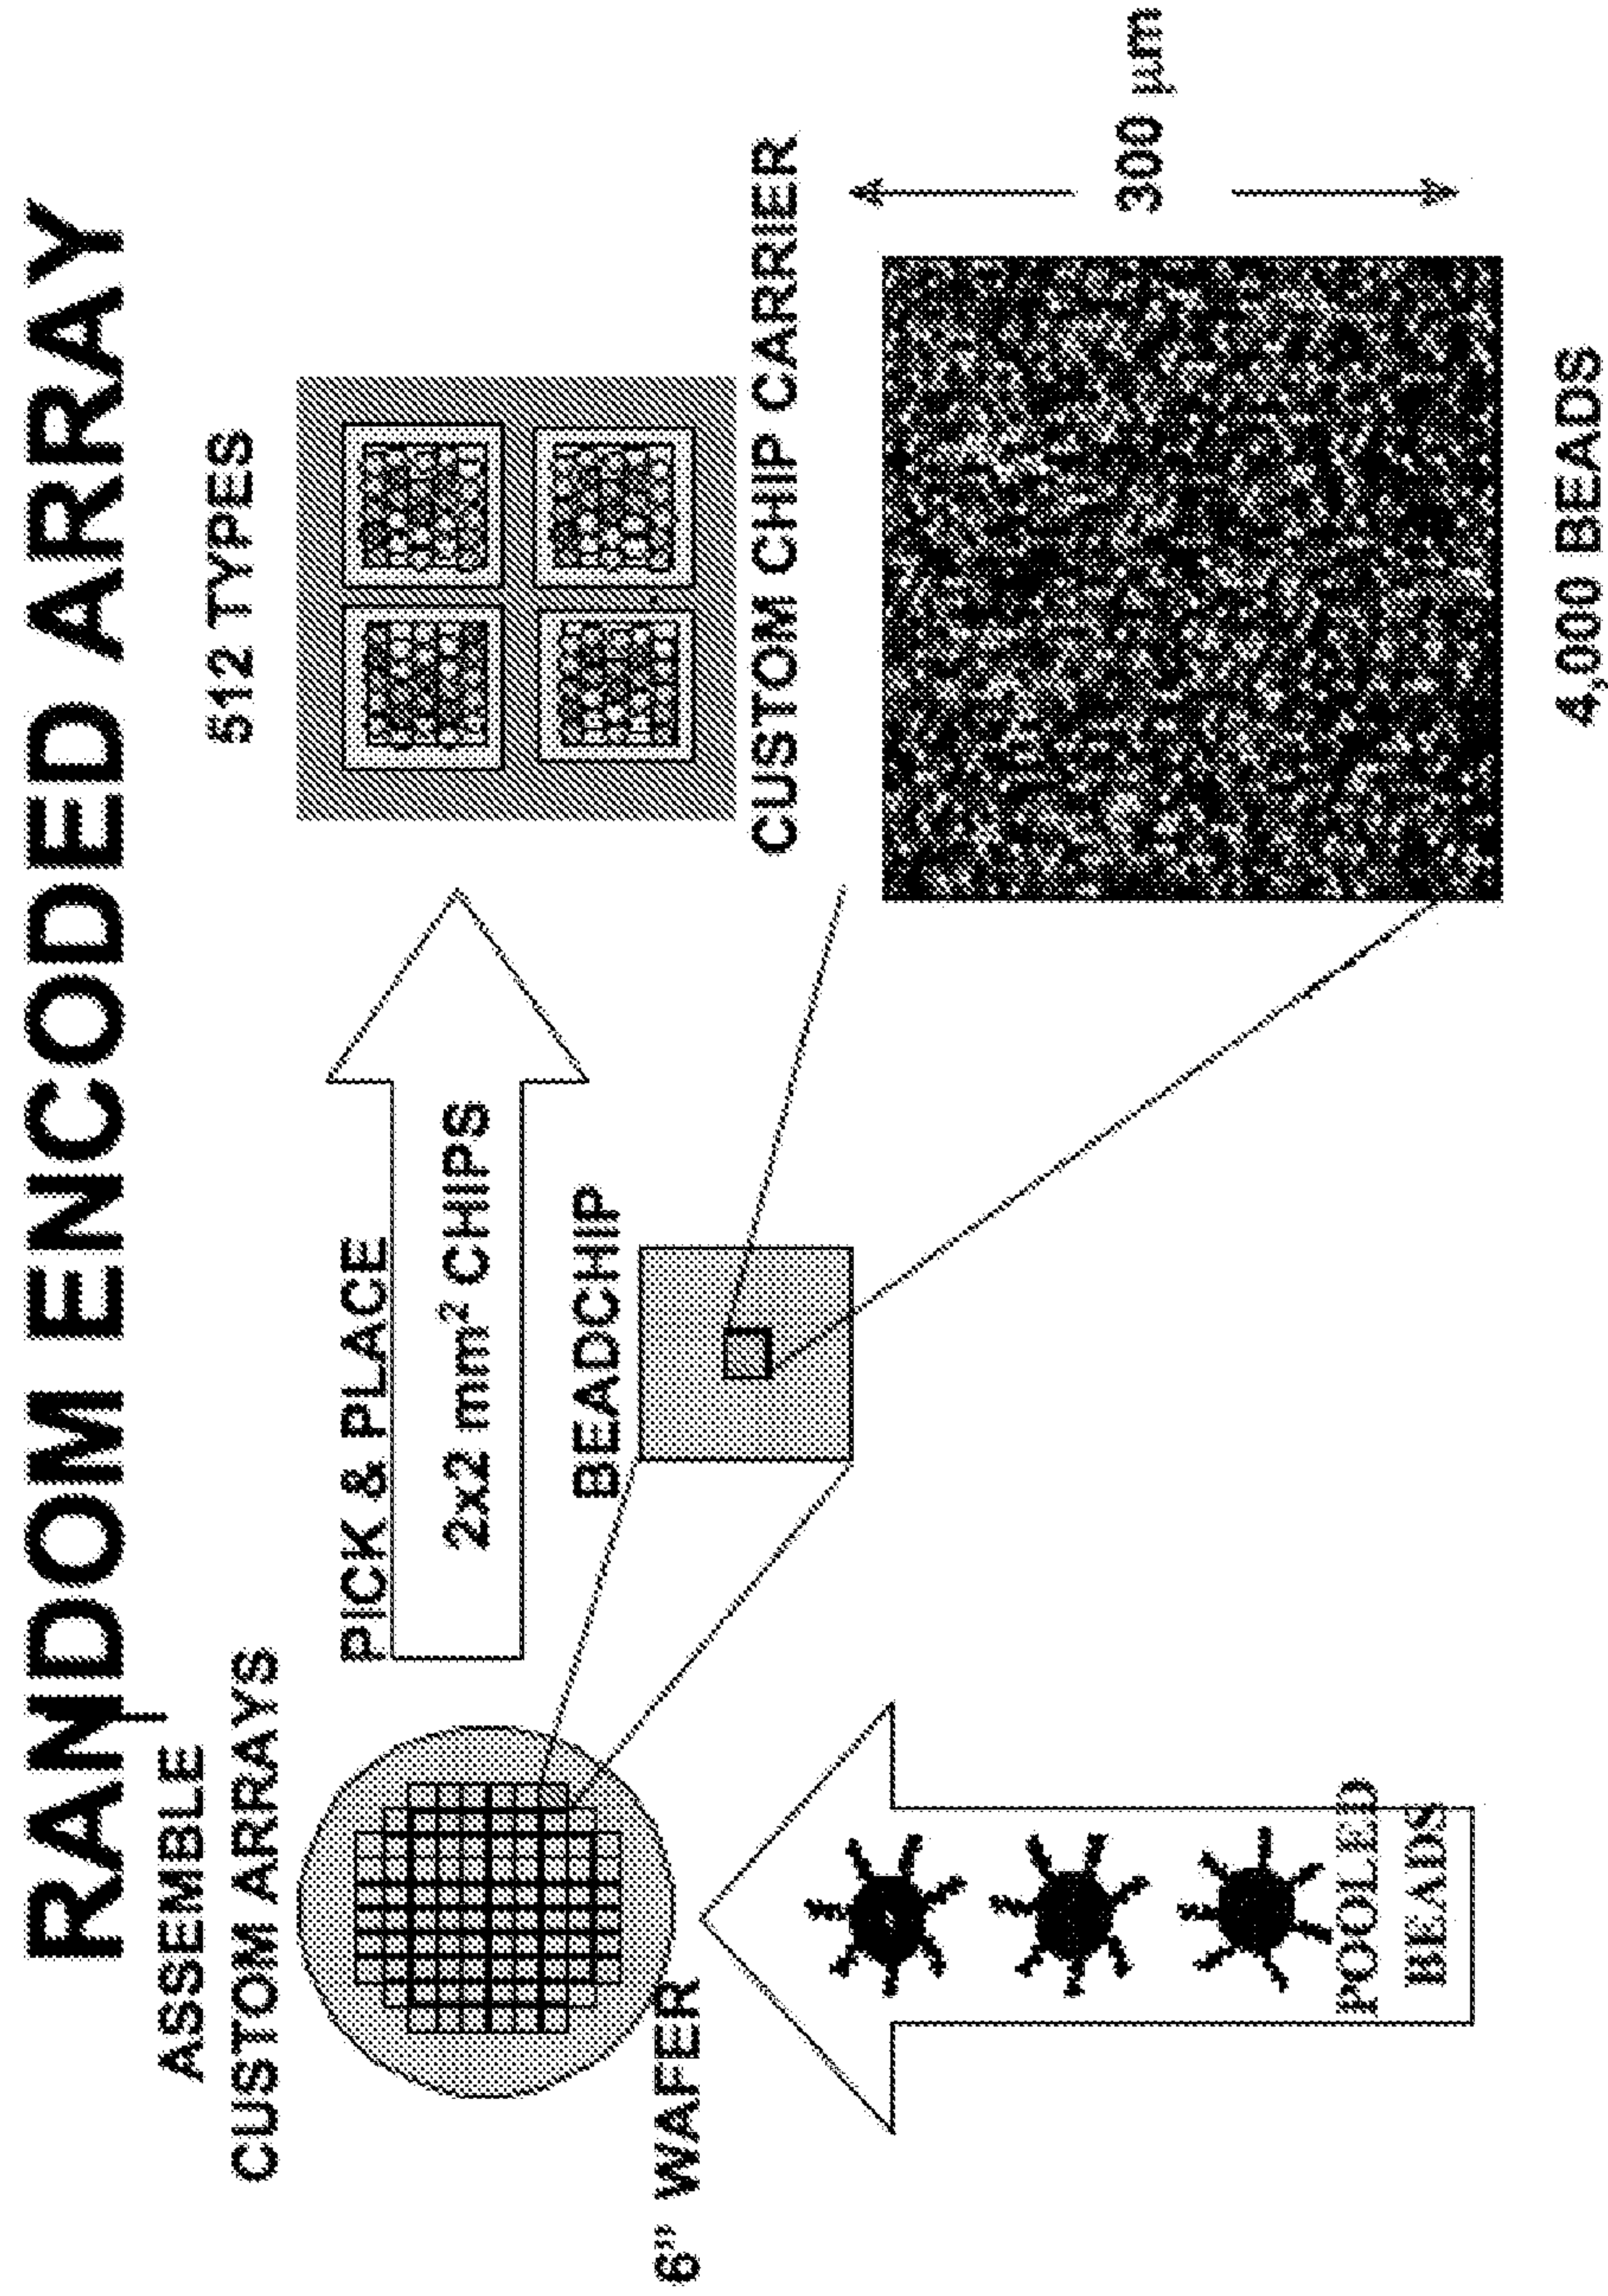 RANDOM ENCODED ARRAY
ASSEMBLE
CUSTOM ARRAYS
512 TYPES
PICK & PLACE
2x2 mm² CHIPS
BEADCHIP
CUSTOM CHIP CARRIER
6” WAFER
POOLED
BEADS
300 µm
4,000 BEADS